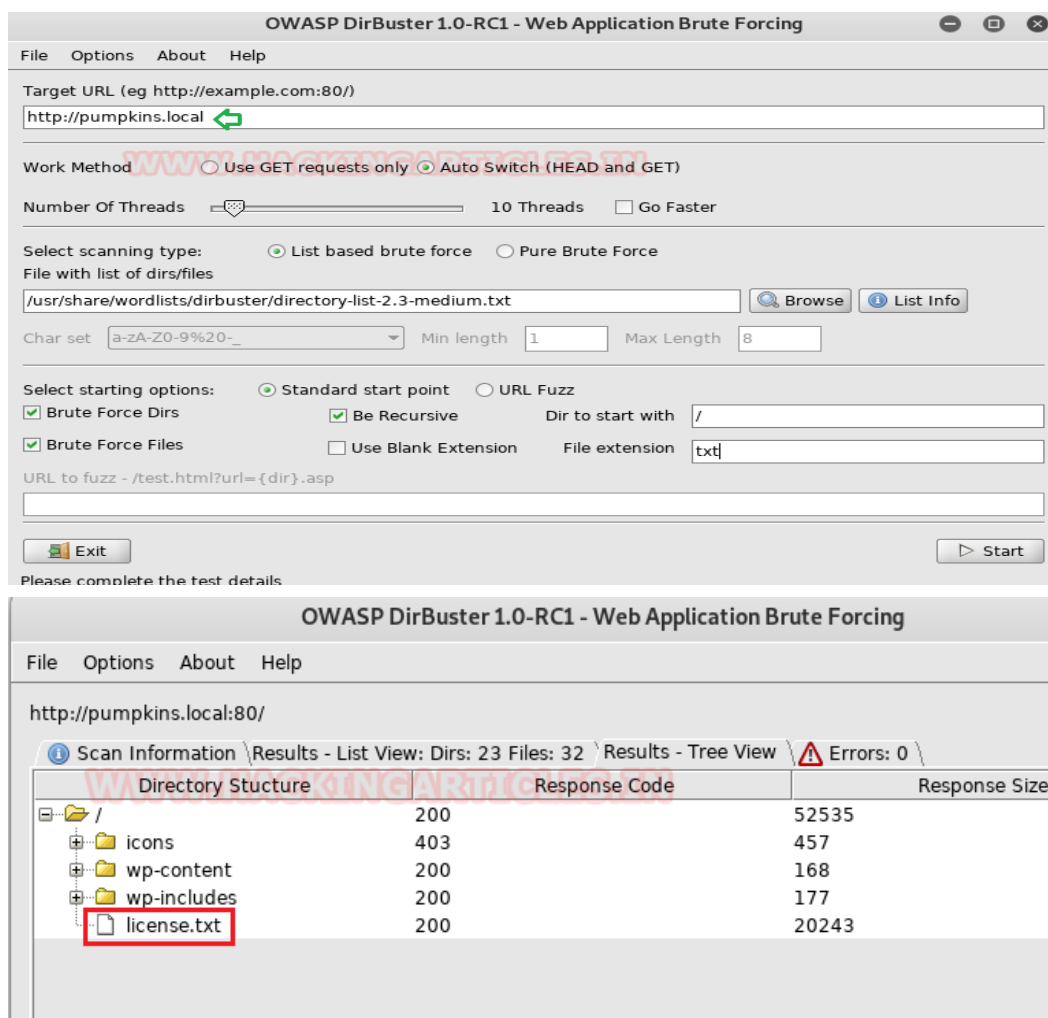 OWASP DirBuster 1.0-RC1 - Web Application Brute Forcing
File Options About Help
Target URL (eg http://example.com:80/)
http://pumpkins.local
WWW.HACKINGARTICLES.IN
Work Method Use GET requests only Auto Switch (HEAD and GET)
Number Of Threads 10 Threads Go Faster
Select scanning type: List based brute force Pure Brute Force
File with list of dirs/files
/usr/share/wordlists/dirbuster/directory-list-2.3-medium.txt Browse List Info
Char set a-zA-Z0-9%20-_ Min length 1 Max Length 8
Select starting options: Standard start point URL Fuzz
Brute Force Dirs Be Recursive Dir to start with /
Brute Force Files Use Blank Extension File extension txt
URL to fuzz - /test.html?url={dir}.asp
Exit Start
Please complete the test details
OWASP DirBuster 1.0-RC1 - Web Application Brute Forcing
File Options About Help
http://pumpkins.local:80/
Scan Information Results - List View: Dirs: 23 Files: 32 Results - Tree View Errors: 0
WWW.HACKINGARTICLES.IN
Directory Stucture Response Code Response Size
/ 200 52535
icons 403 457
wp-content 200 168
wp-includes 200 177
license.txt 200 20243